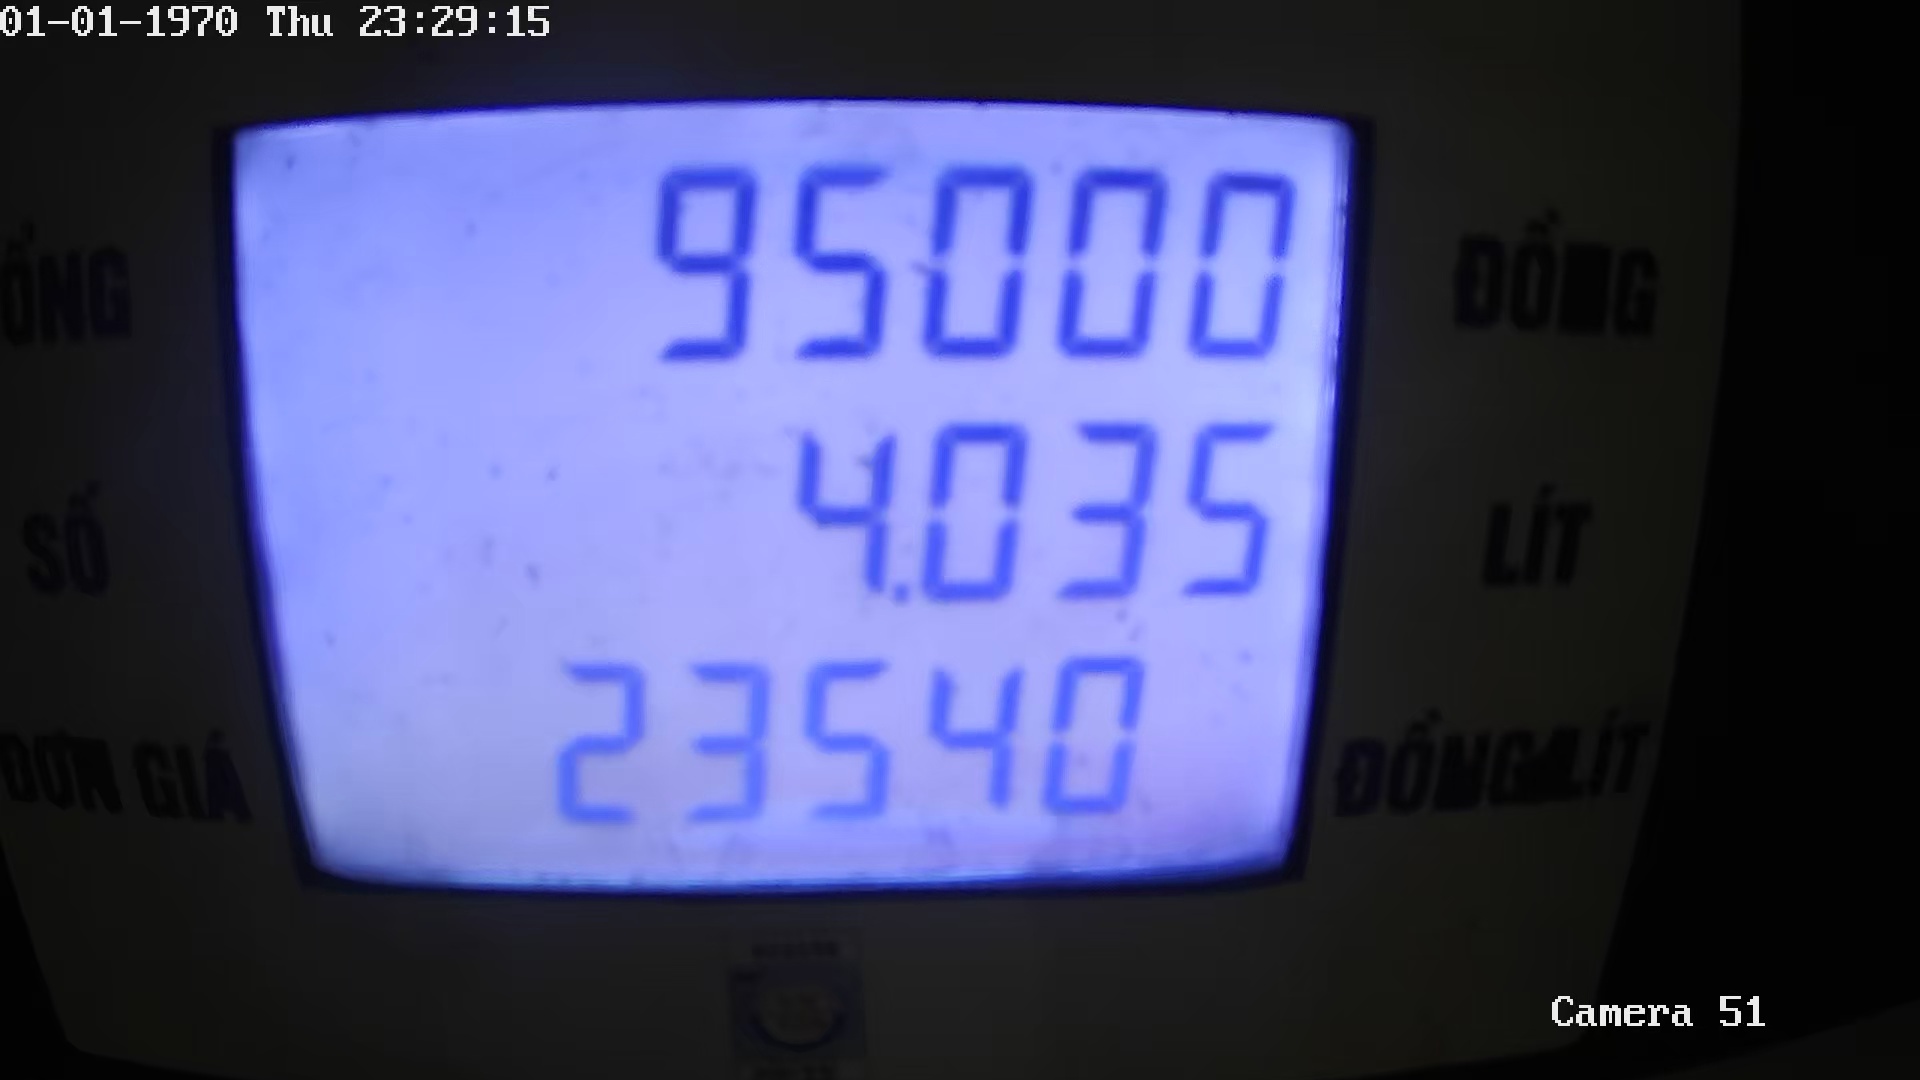 01-01-1970 Thu 23:29:15
95000
ĐỒNG
4.035
SỐ
LÍT
23540
ĐƠN GIÁ
ĐỒNG/LÍT
Camera 51